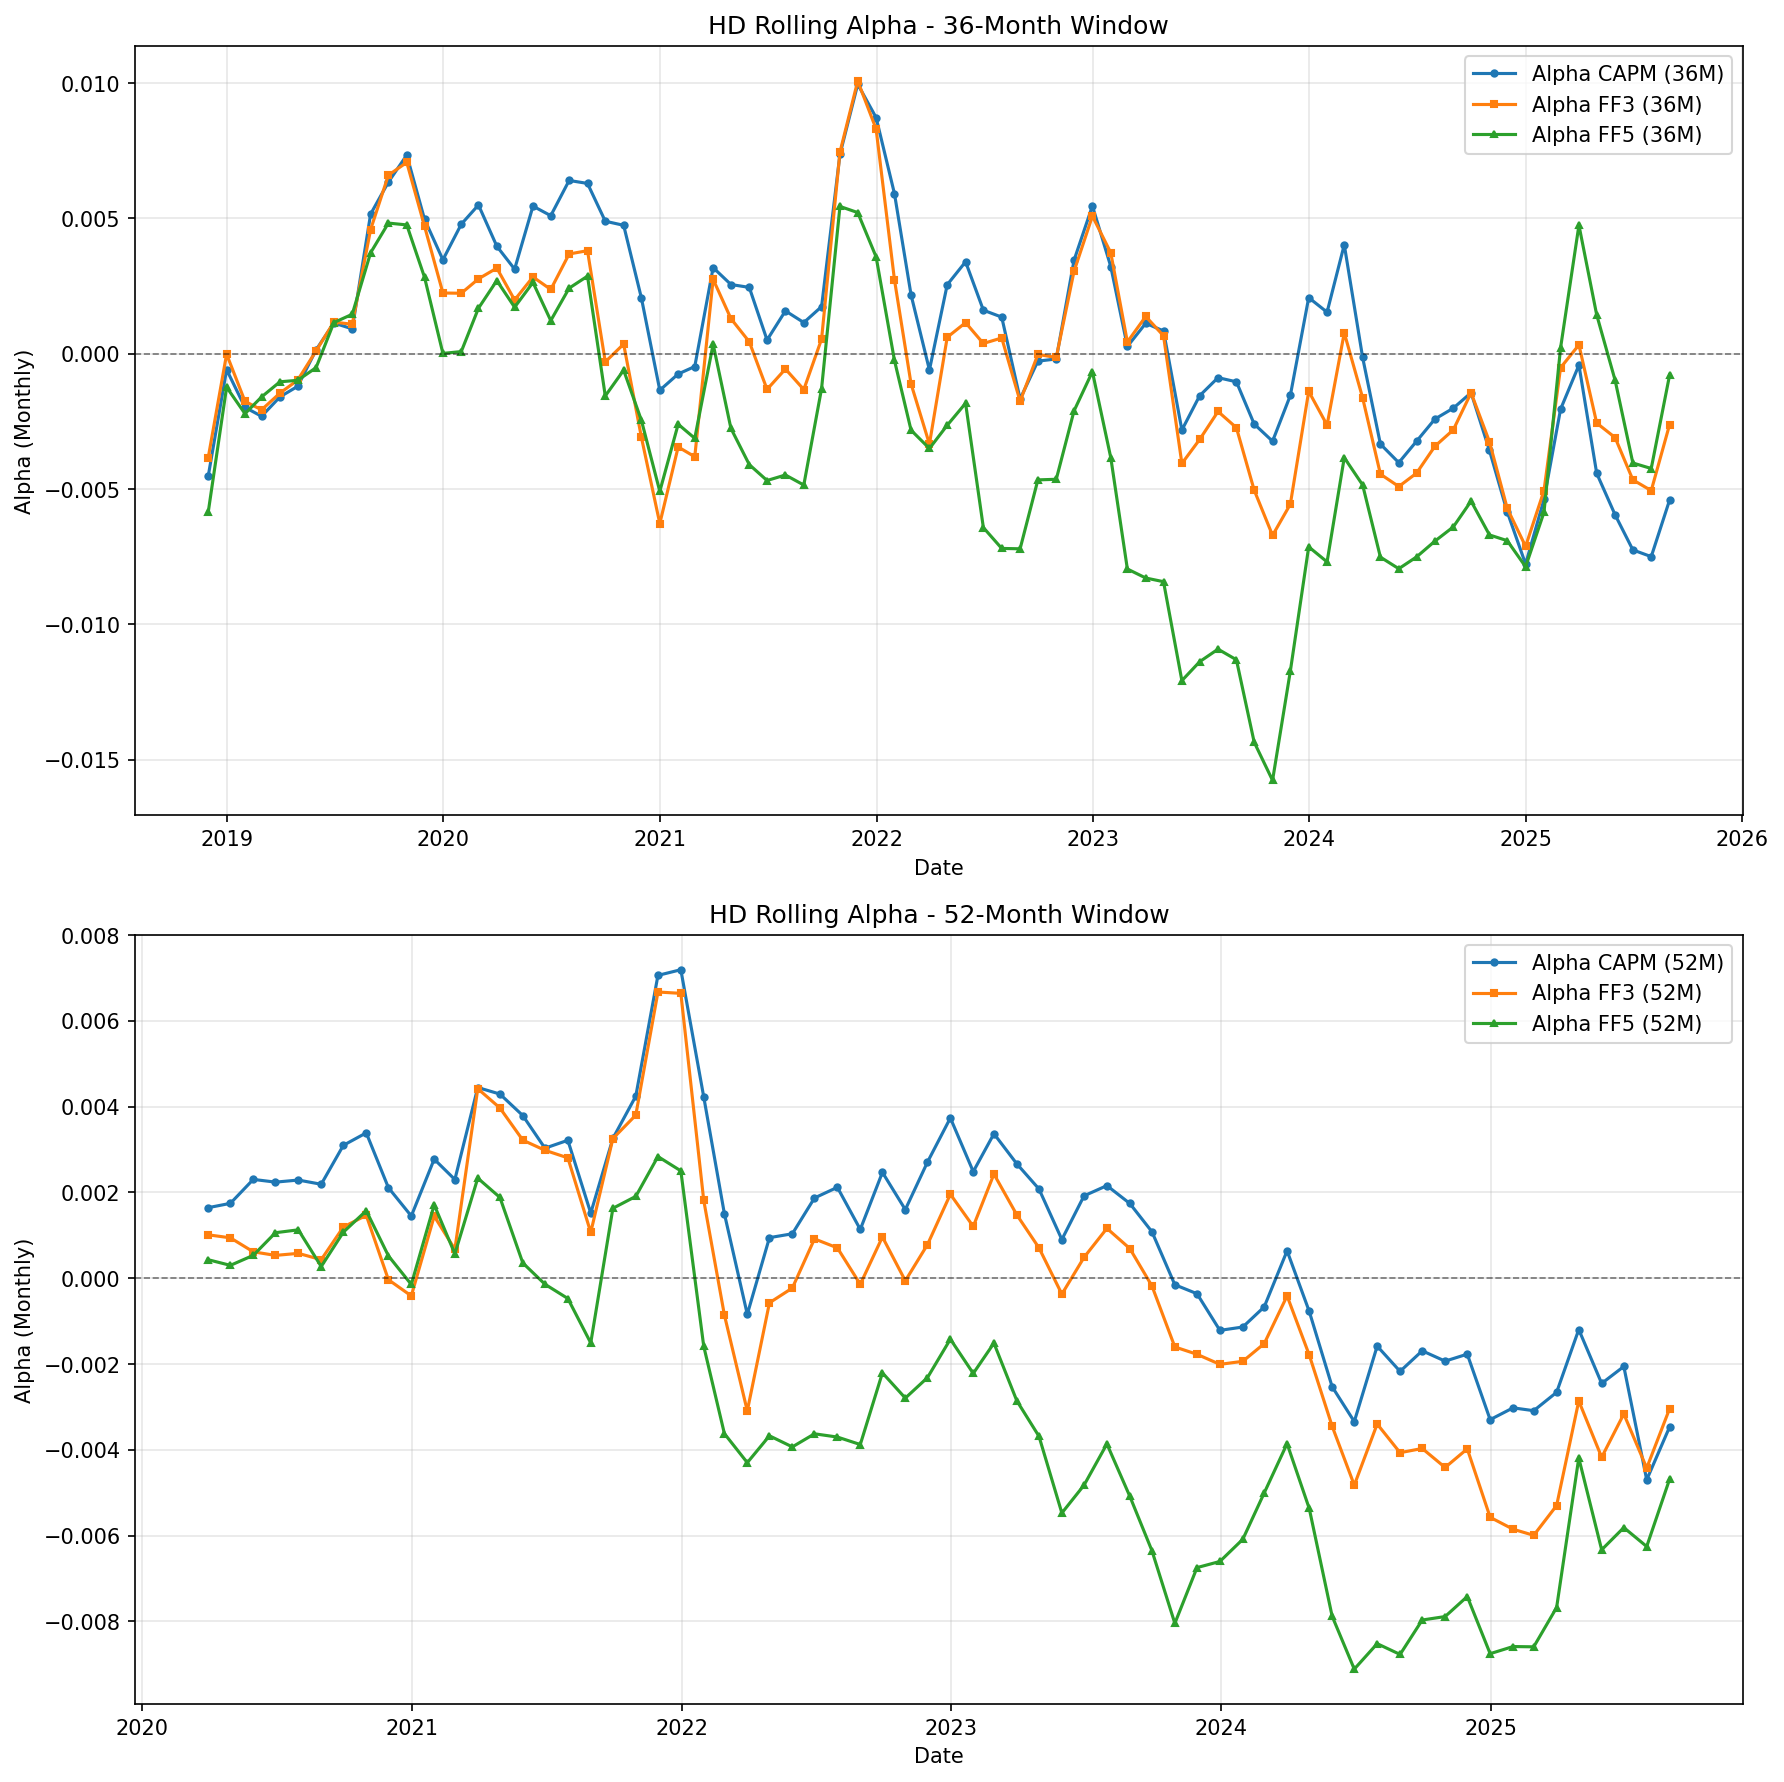 HD Rolling Alpha - 36-Month Window
Alpha CAPM (36M)
Alpha FF3 (36M)
Alpha FF5 (36M)
Alpha (Monthly)
0.010
0.005
0.000
−0.005
−0.010
−0.015
2019 2020 2021 2022 2023 2024 2025 2026
Date
HD Rolling Alpha - 52-Month Window
Alpha CAPM (52M)
Alpha FF3 (52M)
Alpha FF5 (52M)
Alpha (Monthly)
0.008
0.006
0.004
0.002
0.000
−0.002
−0.004
−0.006
−0.008
2020 2021 2022 2023 2024 2025
Date